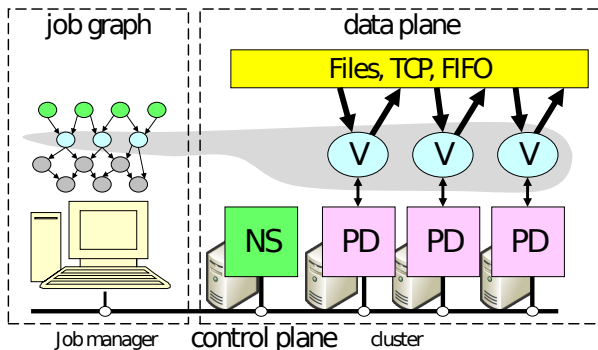 job graph
data plane
Files, TCP, FIFO
V
V
V
NS
PD
PD
PD
Job manager
control plane
cluster